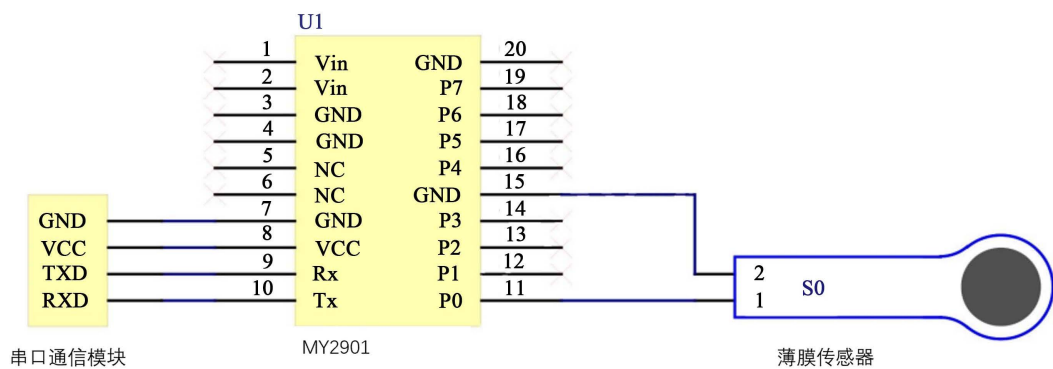 U1
1 Vin GND 20
2 Vin P7 19
3 GND P6 18
4 GND P5 17
5 NC P4 16
6 NC GND 15
GND 7 GND P3 14
VCC 8 VCC P2 13
TXD 9 Rx P1 12 2
RXD 10 Tx P0 11 1
S0
串口通信模块 MY2901 薄膜传感器